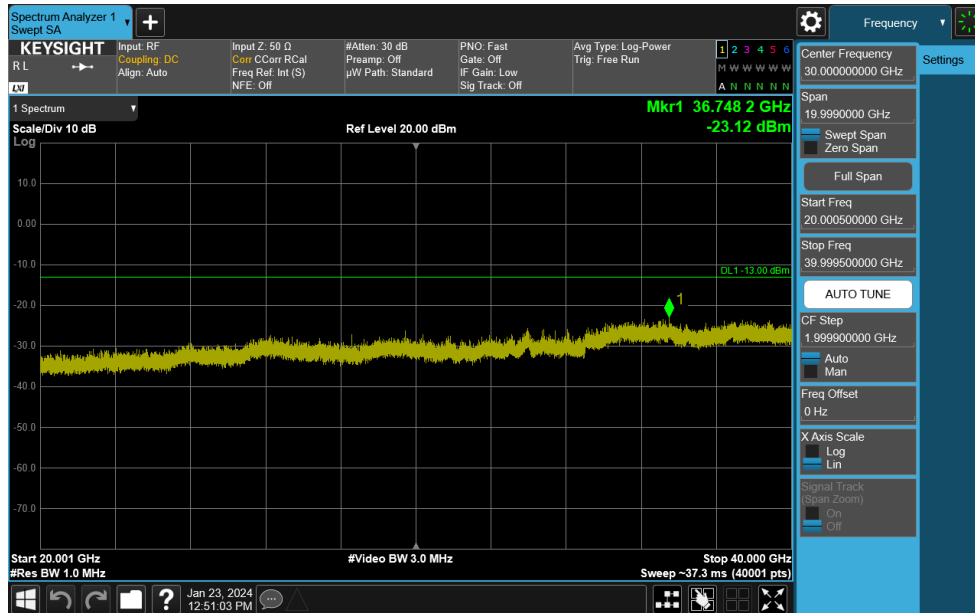 Spectrum Analyzer 1
Swept SA
Frequency
KEYSIGHT
RL
LXI
Input: RF
Coupling: DC
Align: Auto
Input Z: 50 Ω
Corr CCorr RCal
Freq Ref: Int (S)
NFE: Off
#Atten: 30 dB
Preamp: Off
µW Path: Standard
PNO: Fast
Gate: Off
IF Gain: Low
Sig Track: Off
Avg Type: Log-Power
Trig: Free Run
1 2 3 4 5 6
M W W W W W
A N N N N N
1 Spectrum
Scale/Div 10 dB
Log
Ref Level 20.00 dBm
Mkr1 36.748 2 GHz
-23.12 dBm
10.0
0.00
-10.0
DL1 -13.00 dBm
-20.0
1
-30.0
-40.0
-50.0
-60.0
-70.0
Start 20.001 GHz
#Res BW 1.0 MHz
#Video BW 3.0 MHz
Stop 40.000 GHz
Sweep ~37.3 ms (40001 pts)
Center Frequency
30.000000000 GHz
Span
19.9990000 GHz
Swept Span
Zero Span
Full Span
Start Freq
20.000500000 GHz
Stop Freq
39.999500000 GHz
AUTO TUNE
CF Step
1.999900000 GHz
Auto
Man
Freq Offset
0 Hz
X Axis Scale
Log
Lin
Signal Track
(Span Zoom)
On
Off
Settings
?
Jan 23, 2024
12:51:03 PM